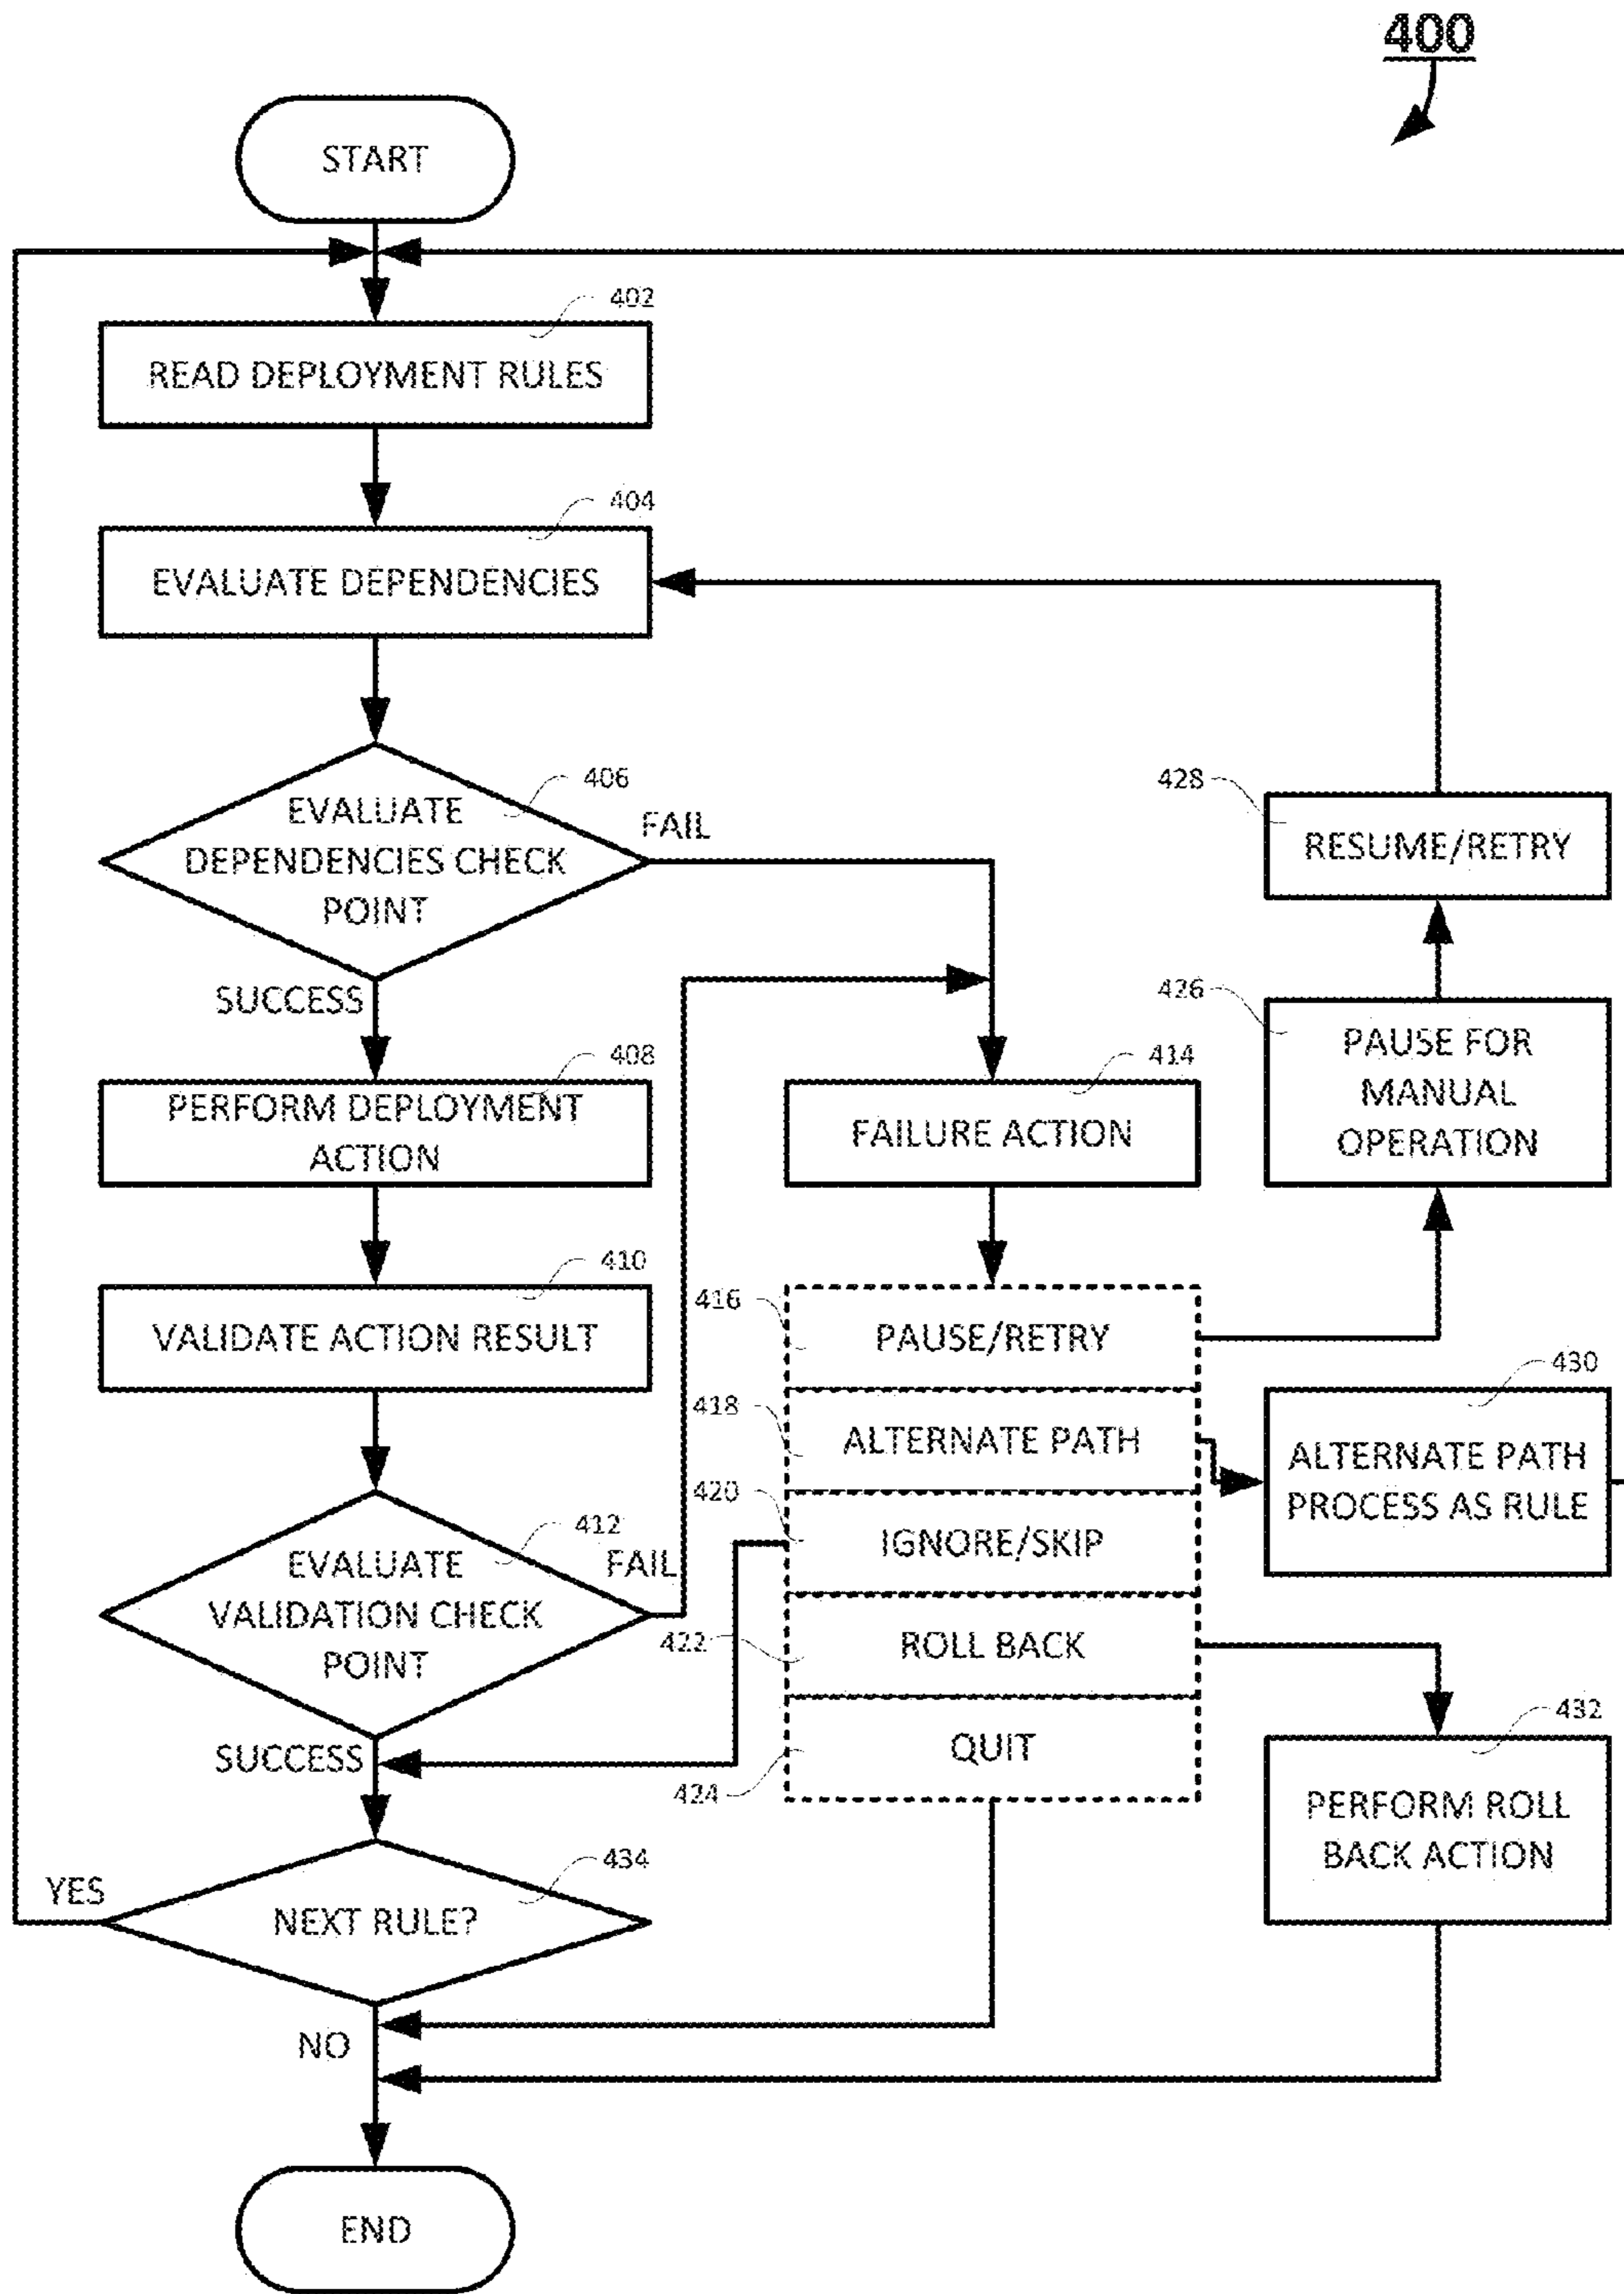 400
START
402
READ DEPLOYMENT RULES
404
EVALUATE DEPENDENCIES
406
EVALUATE
DEPENDENCIES CHECK
POINT
FAIL
SUCCESS
428
RESUME/RETRY
426
PAUSE FOR
MANUAL
OPERATION
408
PERFORM DEPLOYMENT
ACTION
414
FAILURE ACTION
410
VALIDATE ACTION RESULT
416
PAUSE/RETRY
418
ALTERNATE PATH
430
ALTERNATE PATH
PROCESS AS RULE
420
IGNORE/SKIP
412
EVALUATE
VALIDATION CHECK
POINT
FAIL
SUCCESS
422
ROLL BACK
424
QUIT
432
PERFORM ROLL
BACK ACTION
434
NEXT RULE?
YES
NO
END